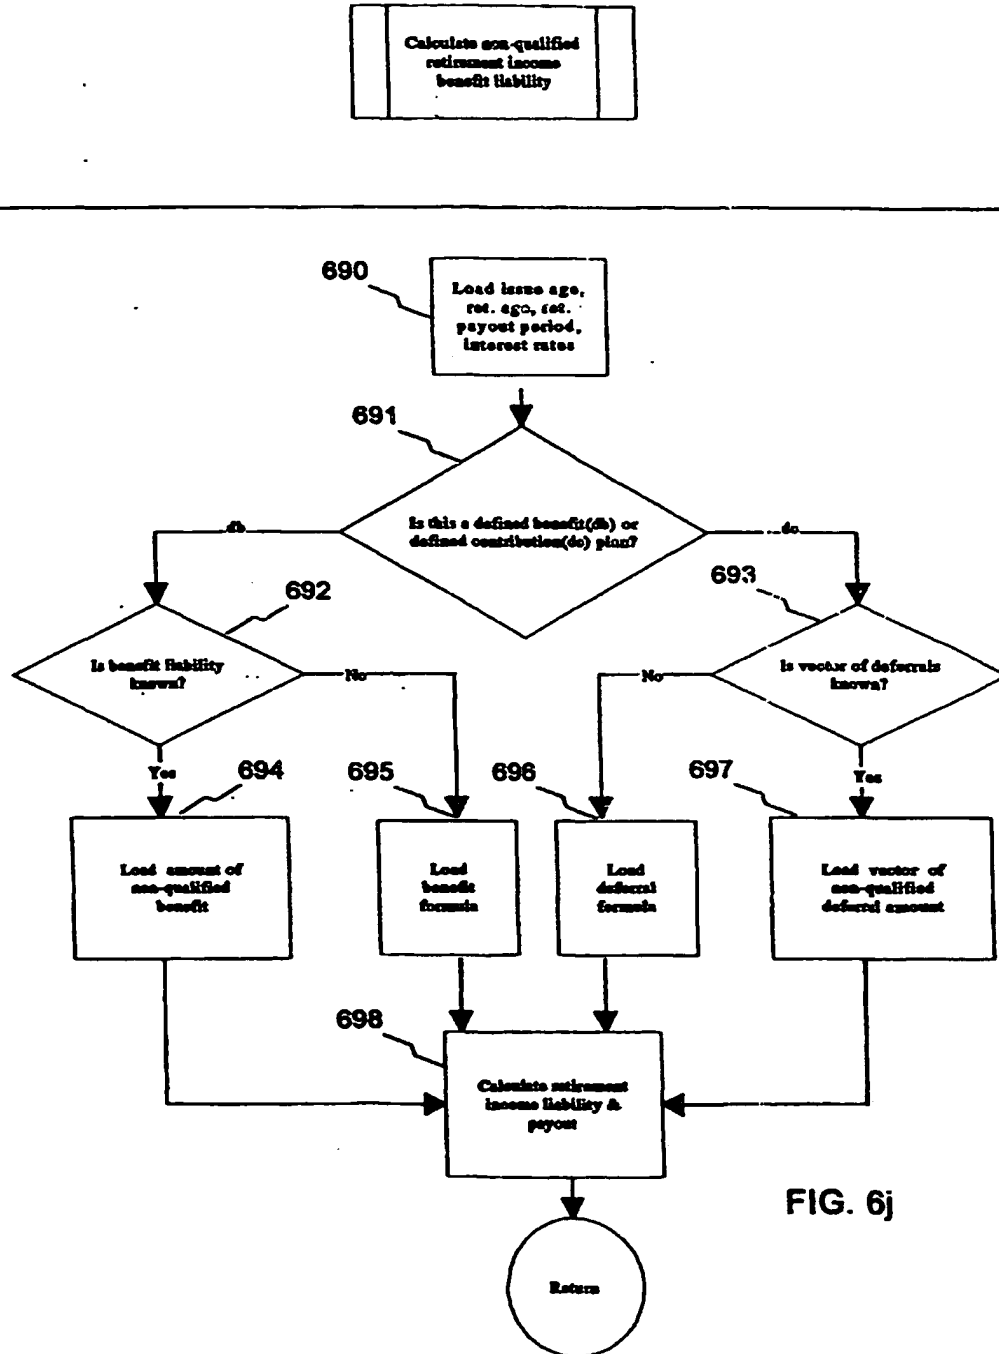 Calculate non-qualified
retirement income
benefit liability
690
Load issue age,
ret. ago, ret.
payout period,
interest rates
691
Is this a defined benefit(db) or
defined contribution(dc) plan?
db
dc
692
693
Is benefit liability
known?
No
No
Is vector of deferrals
known?
Yes
694
695
696
697
Yes
Load amount of
non-qualified
benefit
Load
benefit
formula
Load
deferral
formula
Load vector of
non-qualified
deferral amount
698
Calculate retirement
income liability &
payout
FIG. 6j
Return